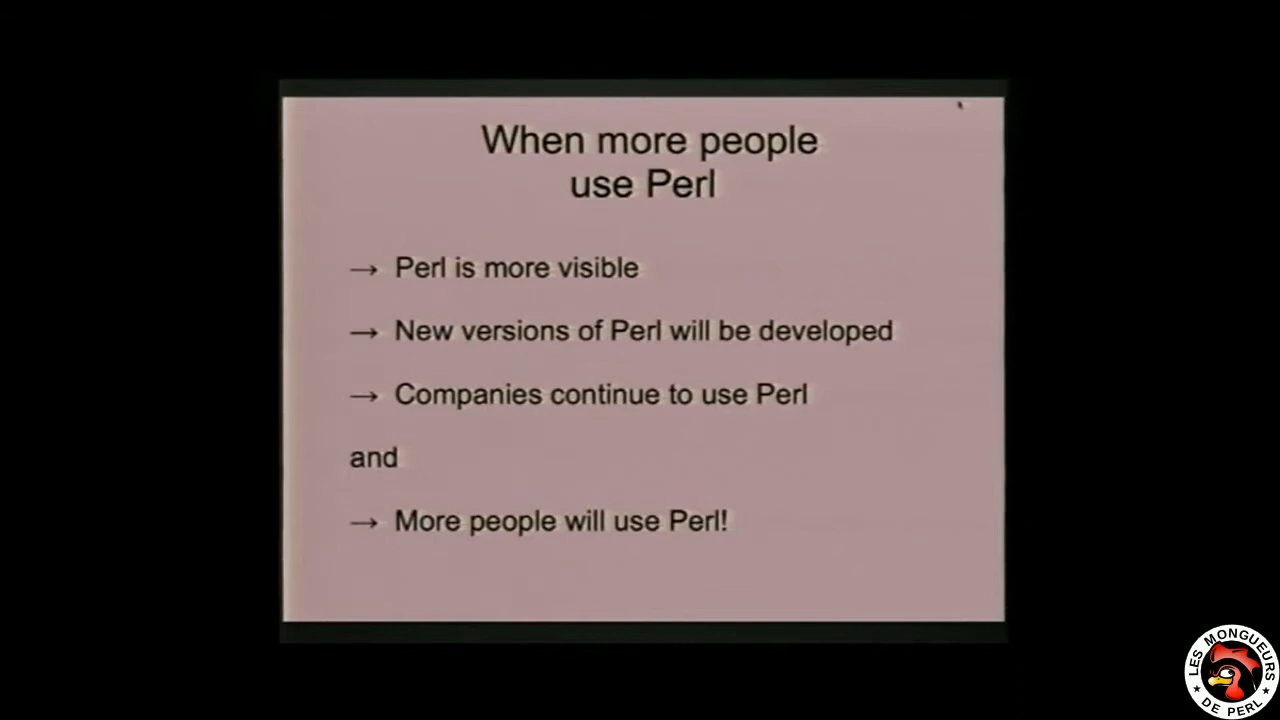 When more people
use Perl
→ Perl is more visible
→ New versions of Perl will be developed
→ Companies continue to use Perl
and
→ More people will use Perl!
LES MONGUEURS
★ DE PERL ★